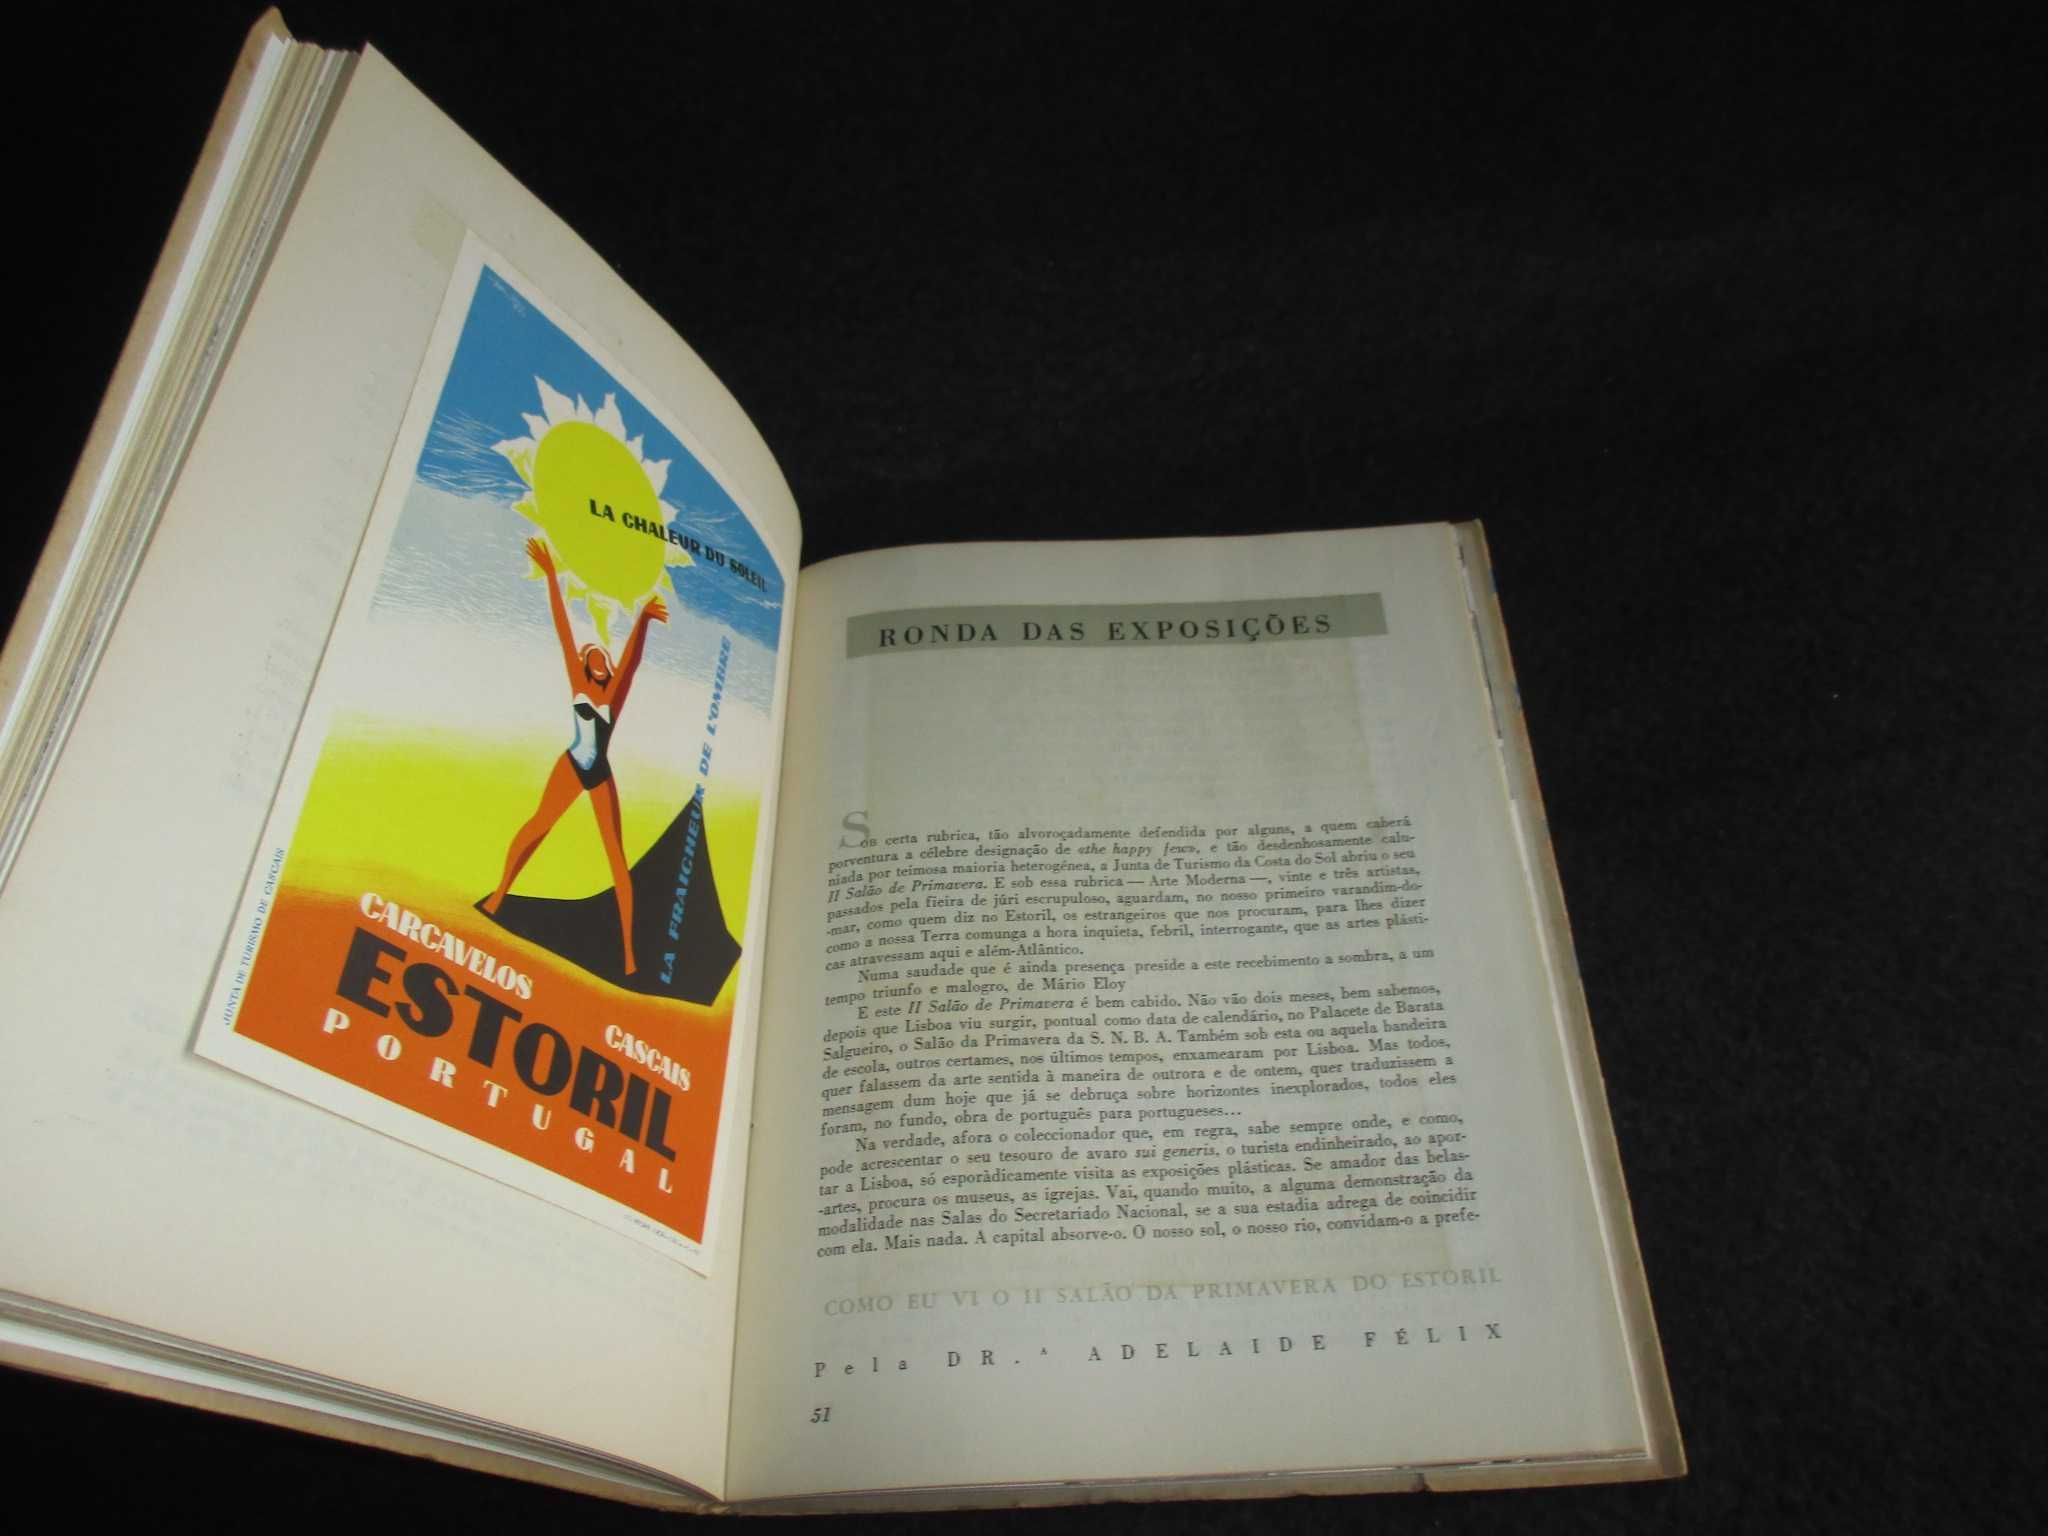 LA CHALEUR DU SOLEIL
LA FRAICHEUR DE L'OMBRE
CARCAVELOS
ESTORIL
CASCAIS
PORTUGAL
JUNTA DE TURISMO DE CASCAIS
RONDA DAS EXPOSIÇÕES
SOB certa rubrica, tão alvoroçadamente defendida por alguns, a quem caberá
porventura a célebre designação de «the happy few», e tão desdenhosamente calu-
niada por teimosa maioria heterogénea, a Junta de Turismo da Costa do Sol abriu o seu
II Salão de Primavera. E sob essa rubrica — Arte Moderna —, vinte e três artistas,
passados pela fieira de júri escrupuloso, aguardam, no nosso primeiro varandim-do-
-mar, como quem diz no Estoril, os estrangeiros que nos procuram, para lhes dizer
como a nossa Terra comunga a hora inquieta, febril, interrogante, que as artes plásti-
cas atravessam aqui e além-Atlântico.
Numa saudade que é ainda presença preside a este recebimento a sombra, a um
tempo triunfo e malogro, de Mário Eloy
E este II Salão de Primavera é bem cabido. Não vão dois meses, bem sabemos,
depois que Lisboa viu surgir, pontual como data de calendário, no Palacete de Barata
Salgueiro, o Salão da Primavera da S. N. B. A. Também sob esta ou aquela bandeira
de escola, outros certames, nos últimos tempos, enxamearam por Lisboa. Mas todos,
quer falassem da arte sentida à maneira de outrora e de ontem, quer traduzissem a
mensagem dum hoje que já se debruça sobre horizontes inexplorados, todos eles
foram, no fundo, obra de português para portugueses...
Na verdade, afora o coleccionador que, em regra, sabe sempre onde, e como,
pode acrescentar o seu tesouro de avaro sui generis, o turista endinheirado, ao apor-
tar a Lisboa, só esporàdicamente visita as exposições plásticas. Se amador das belas-
-artes, procura os museus, as igrejas. Vai, quando muito, a alguma demonstração da
modalidade nas Salas do Secretariado Nacional, se a sua estadia adrega de coincidir
com ela. Mais nada. A capital absorve-o. O nosso sol, o nosso rio, convidam-o a prefe-
COMO EU VI O II SALÃO DA PRIMAVERA DO ESTORIL
Pela DR.ᴬ ADELAIDE FÉLIX
51